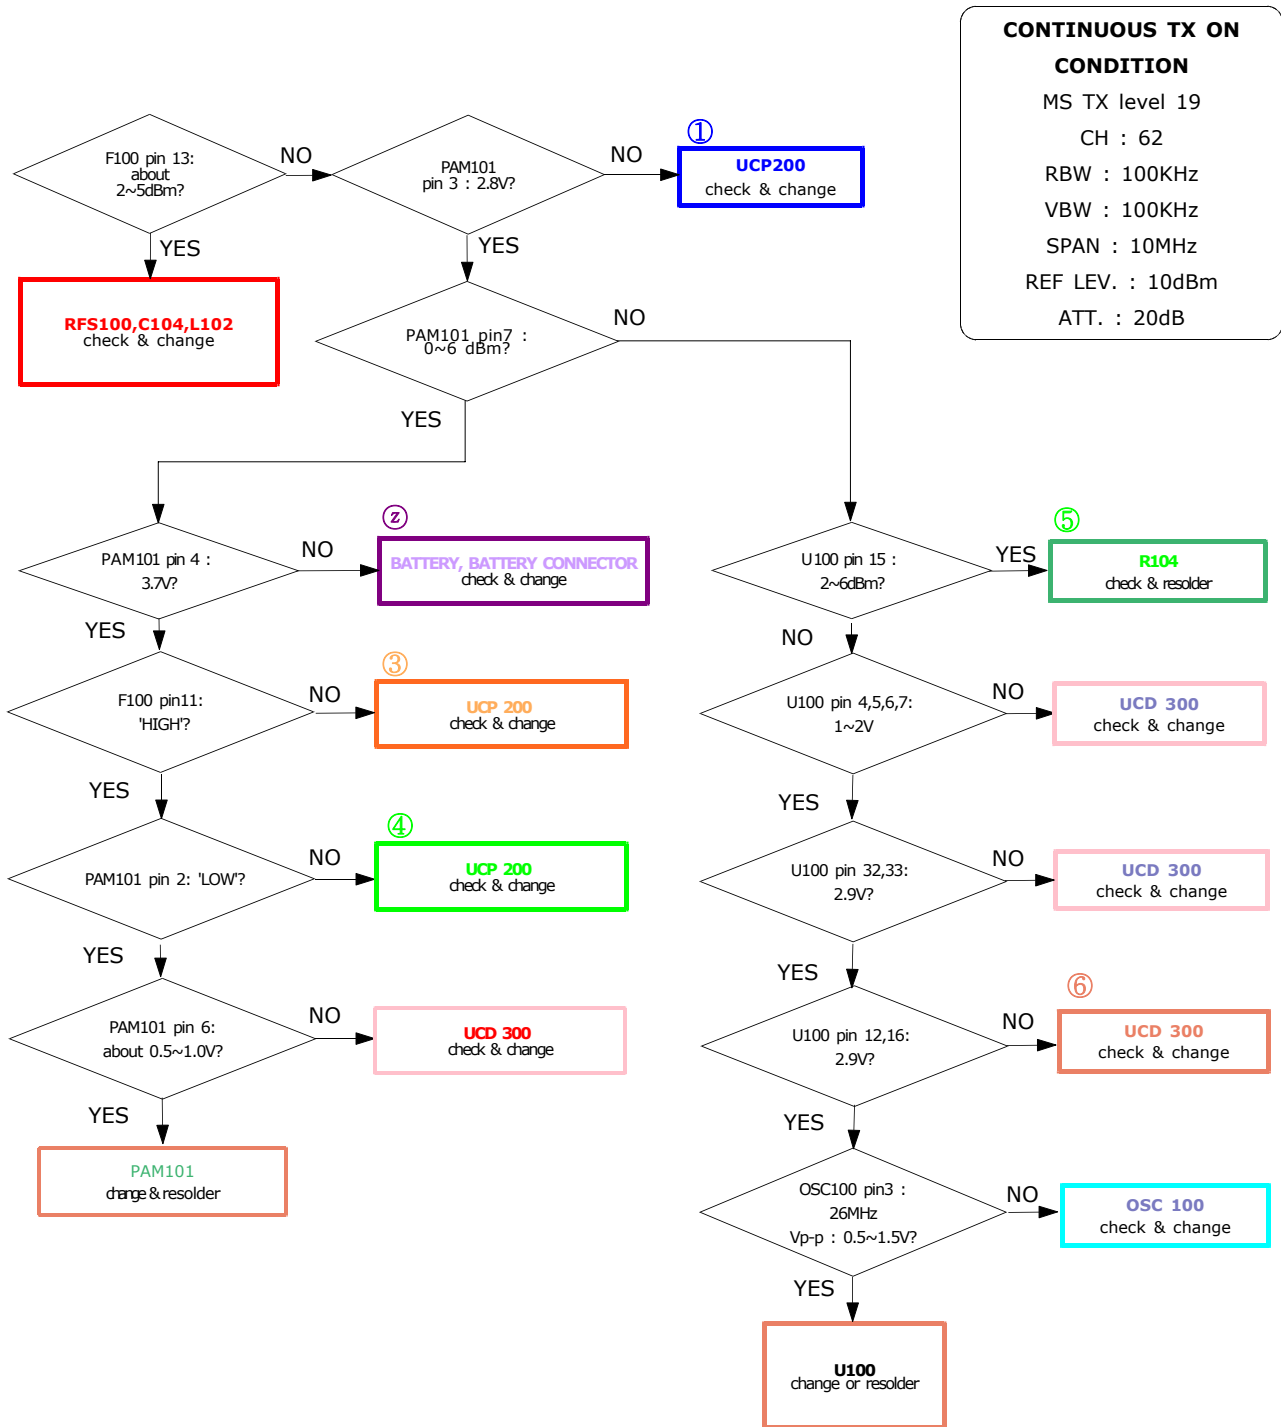 CONTINUOUS TX ON
CONDITION
MS TX level 19
CH : 62
RBW : 100KHz
VBW : 100KHz
SPAN : 10MHz
REF LEV. : 10dBm
ATT. : 20dB
F100 pin 13:
about
2~5dBm?
NO
PAM101
pin 3 : 2.8V?
NO
①
UCP200
check & change
YES
RFS100,C104,L102
check & change
YES
PAM101 pin7 :
0~6 dBm?
NO
YES
PAM101 pin 4 :
3.7V?
NO
ⓩ
BATTERY, BATTERY CONNECTOR
check & change
YES
F100 pin11:
'HIGH'?
NO
③
UCP 200
check & change
YES
PAM101 pin 2: 'LOW'?
NO
④
UCP 200
check & change
YES
PAM101 pin 6:
about 0.5~1.0V?
NO
UCD 300
check & change
YES
PAM101
change & resolder
U100 pin 15 :
2~6dBm?
YES
⑤
R104
check & resolder
NO
U100 pin 4,5,6,7:
1~2V
NO
UCD 300
check & change
YES
U100 pin 32,33:
2.9V?
NO
UCD 300
check & change
YES
U100 pin 12,16:
2.9V?
NO
⑥
UCD 300
check & change
YES
OSC100 pin3 :
26MHz
Vp-p : 0.5~1.5V?
NO
OSC 100
check & change
YES
U100
change or resolder